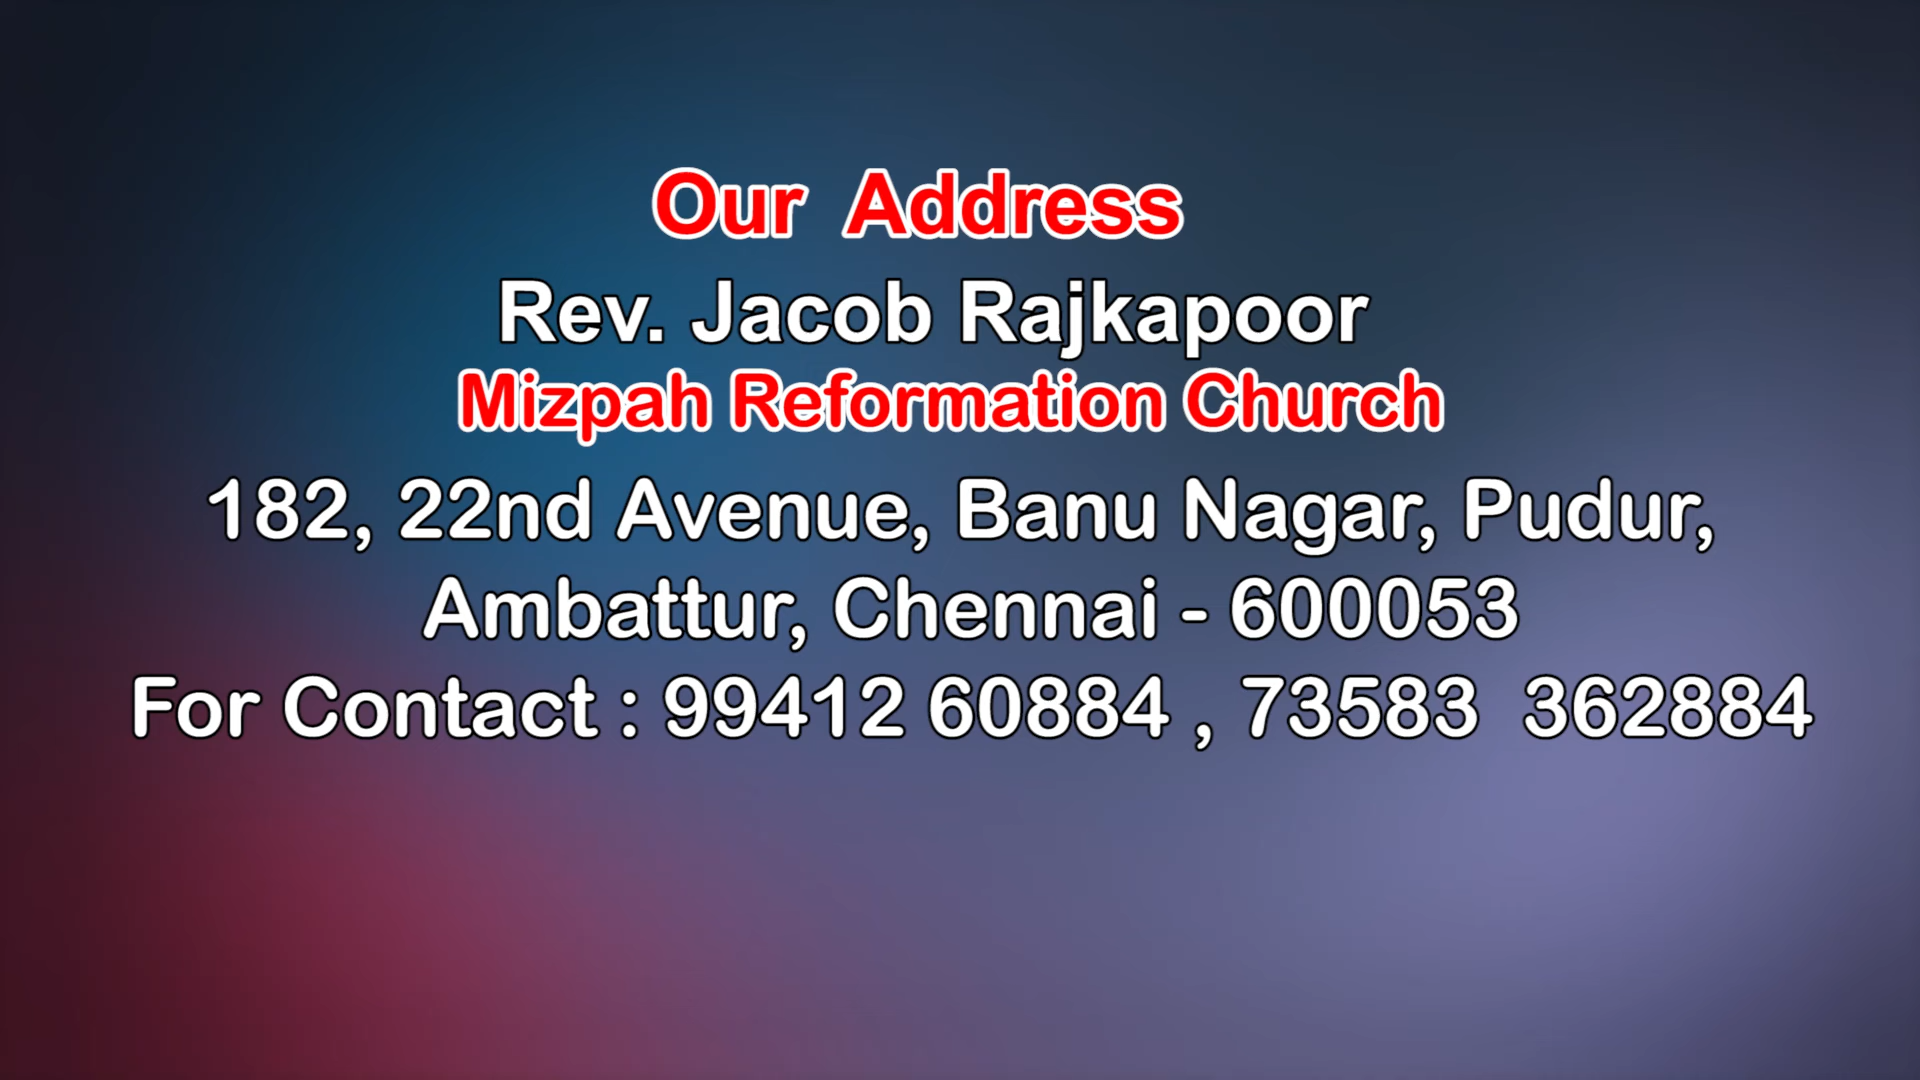 Our Address
Rev. Jacob Rajkapoor
Mizpah Reformation Church
182, 22nd Avenue, Banu Nagar, Pudur,
Ambattur, Chennai - 600053
For Contact : 99412 60884 , 73583 362884